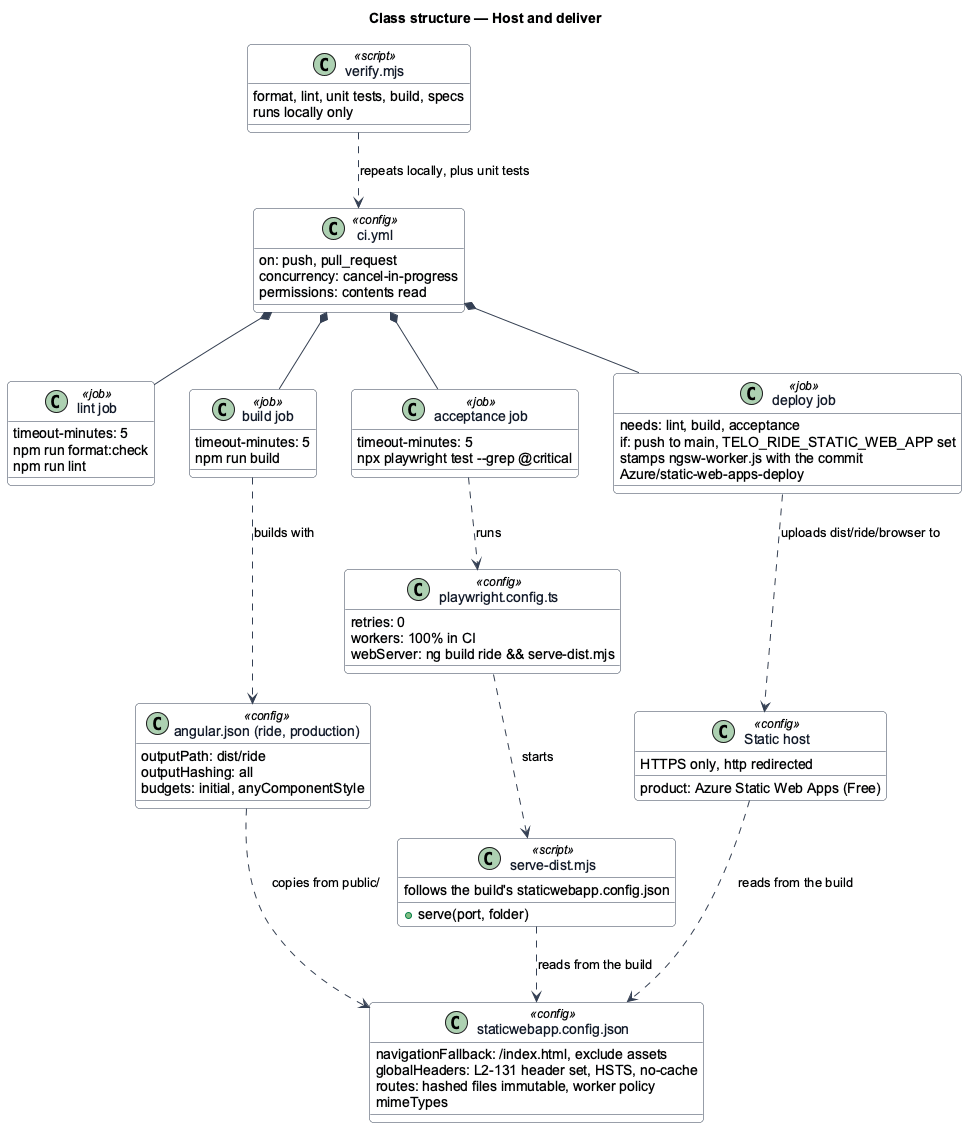 Class structure — Host and deliver
«script»
C verify.mjs
format, lint, unit tests, build, specs
runs locally only
repeats locally, plus unit tests
«config»
C ci.yml
on: push, pull_request
concurrency: cancel-in-progress
permissions: contents read
«job»
C lint job
timeout-minutes: 5
npm run format:check
npm run lint
«job»
C build job
timeout-minutes: 5
npm run build
«job»
C acceptance job
timeout-minutes: 5
npx playwright test --grep @critical
«job»
C deploy job
needs: lint, build, acceptance
if: push to main, TELO_RIDE_STATIC_WEB_APP set
stamps ngsw-worker.js with the commit
Azure/static-web-apps-deploy
builds with
runs
uploads dist/ride/browser to
«config»
C playwright.config.ts
retries: 0
workers: 100% in CI
webServer: ng build ride && serve-dist.mjs
«config»
C angular.json (ride, production)
outputPath: dist/ride
outputHashing: all
budgets: initial, anyComponentStyle
starts
«config»
C Static host
HTTPS only, http redirected
product: Azure Static Web Apps (Free)
copies from public/
«script»
C serve-dist.mjs
follows the build's staticwebapp.config.json
serve(port, folder)
reads from the build
reads from the build
«config»
C staticwebapp.config.json
navigationFallback: /index.html, exclude assets
globalHeaders: L2-131 header set, HSTS, no-cache
routes: hashed files immutable, worker policy
mimeTypes